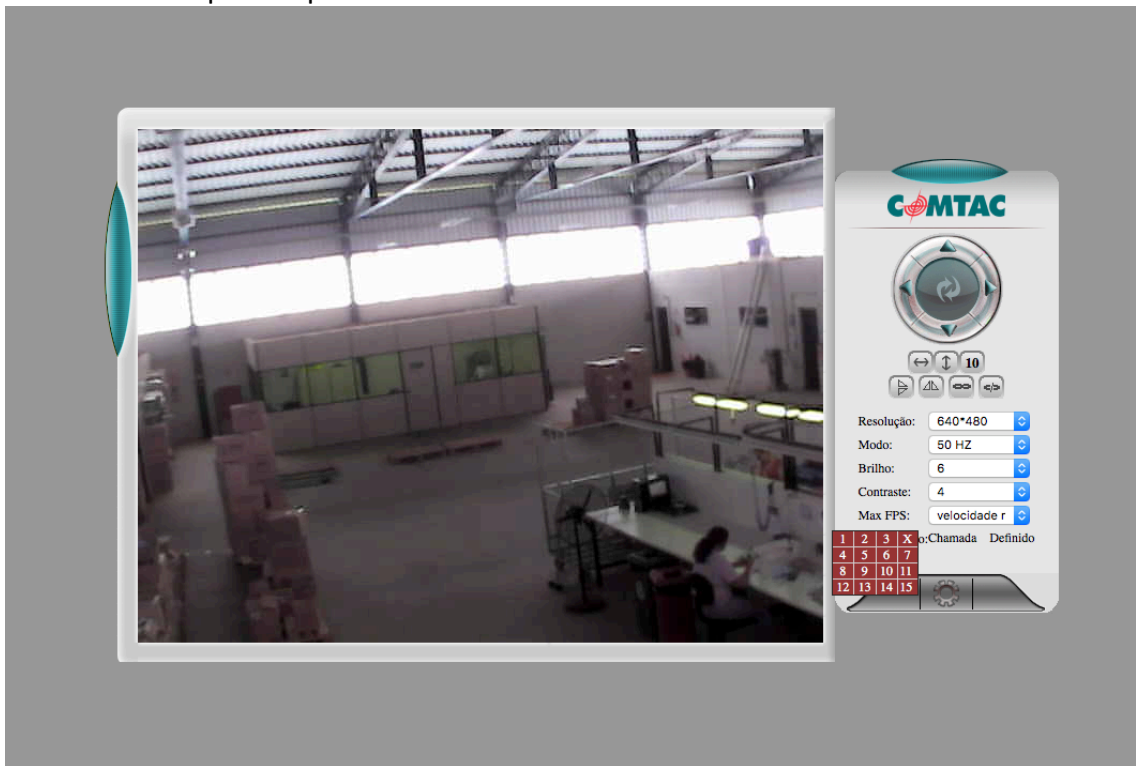 COMTAC
10
Resolução: 640*480
Modo: 50 HZ
Brilho: 6
Contraste: 4
Max FPS: velocidade r
o:Chamada Definido
1 2 3 X
4 5 6 7
8 9 10 11
12 13 14 15